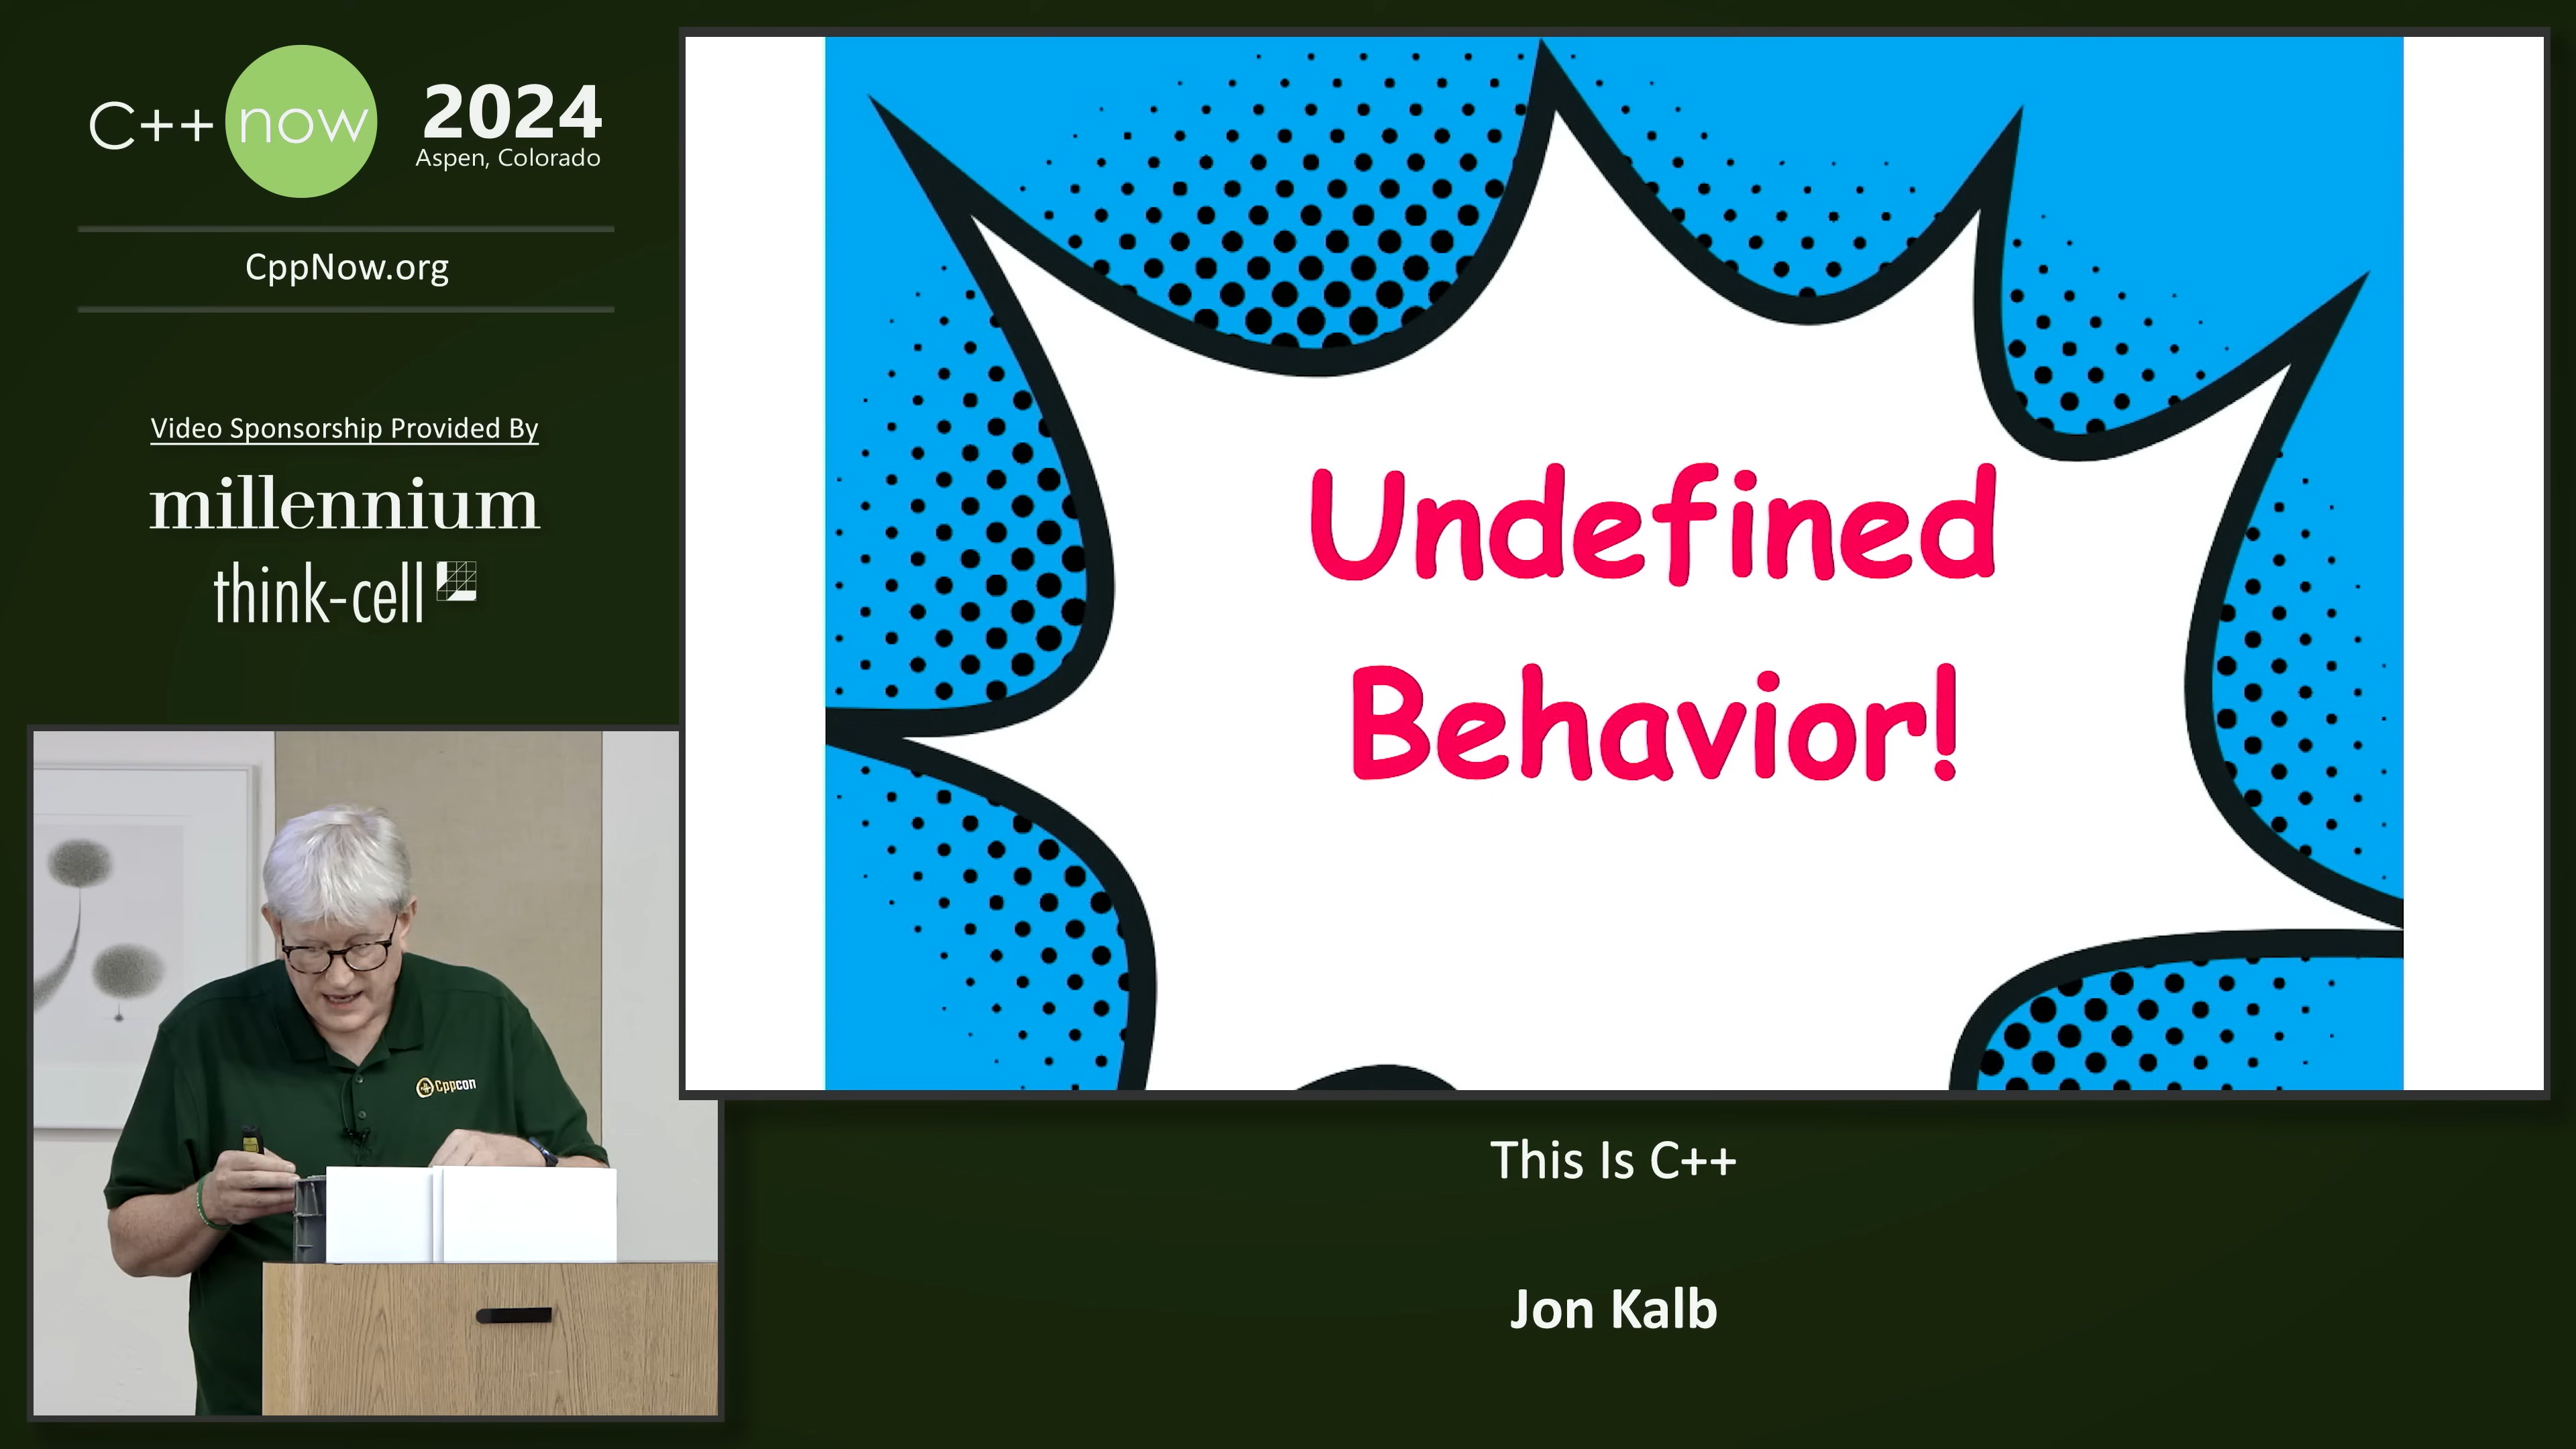 C++ now
2024
Aspen, Colorado
CppNow.org
Video Sponsorship Provided By
millennium
think-cell
Undefined
Behavior!
Cppcon
This Is C++
Jon Kalb